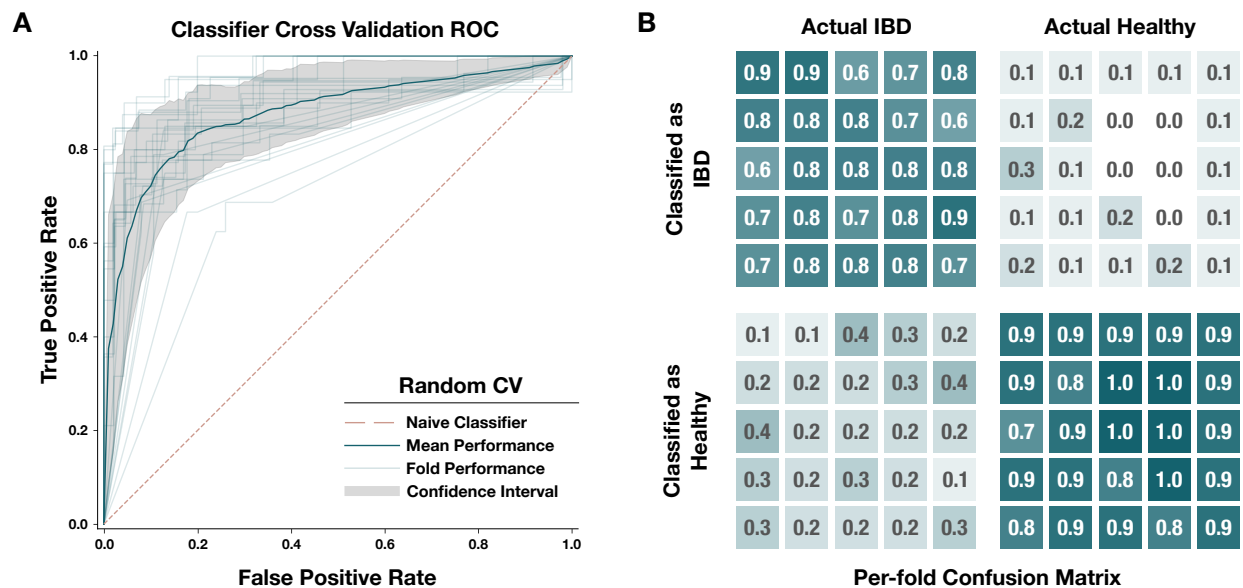 A
Classifier Cross Validation ROC
True Positive Rate
1.0
0.8
0.6
0.4
0.2
0.0
0.0 0.2 0.4 0.6 0.8 1.0
False Positive Rate
Random CV
Naive Classifier
Mean Performance
Fold Performance
Confidence Interval
B
Actual IBD Actual Healthy
Classified as
IBD
0.9 0.9 0.6 0.7 0.8 0.1 0.1 0.1 0.1 0.1
0.8 0.8 0.8 0.7 0.6 0.1 0.2 0.0 0.0 0.1
0.6 0.8 0.8 0.8 0.8 0.3 0.1 0.0 0.0 0.1
0.7 0.8 0.7 0.8 0.9 0.1 0.1 0.2 0.0 0.1
0.7 0.8 0.8 0.8 0.7 0.2 0.1 0.1 0.2 0.1
Classified as
Healthy
0.1 0.1 0.4 0.3 0.2 0.9 0.9 0.9 0.9 0.9
0.2 0.2 0.2 0.3 0.4 0.9 0.8 1.0 1.0 0.9
0.4 0.2 0.2 0.2 0.2 0.7 0.9 1.0 1.0 0.9
0.3 0.2 0.3 0.2 0.1 0.9 0.9 0.8 1.0 0.9
0.3 0.2 0.2 0.2 0.3 0.8 0.9 0.9 0.8 0.9
Per-fold Confusion Matrix